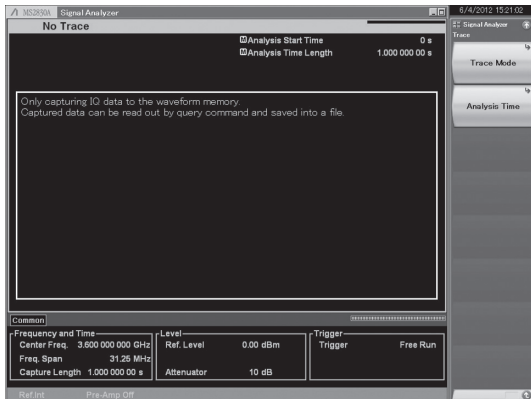 MS2830A Signal Analyzer
6/4/2012 15:21:02
No Trace
Signal Analyzer
Trace
MAnalysis Start Time 0 s
MAnalysis Time Length 1.000 000 00 s
Trace Mode
Analysis Time
Only capturing IQ data to the waveform memory.
Captured data can be read out by query command and saved into a file.
Common
Frequency and Time
Center Freq. 3.600 000 000 GHz
Freq. Span 31.25 MHz
Capture Length 1.000 000 00 s
Level
Ref. Level 0.00 dBm
Attenuator 10 dB
Trigger
Trigger Free Run
Ref.Int Pre-Amp Off